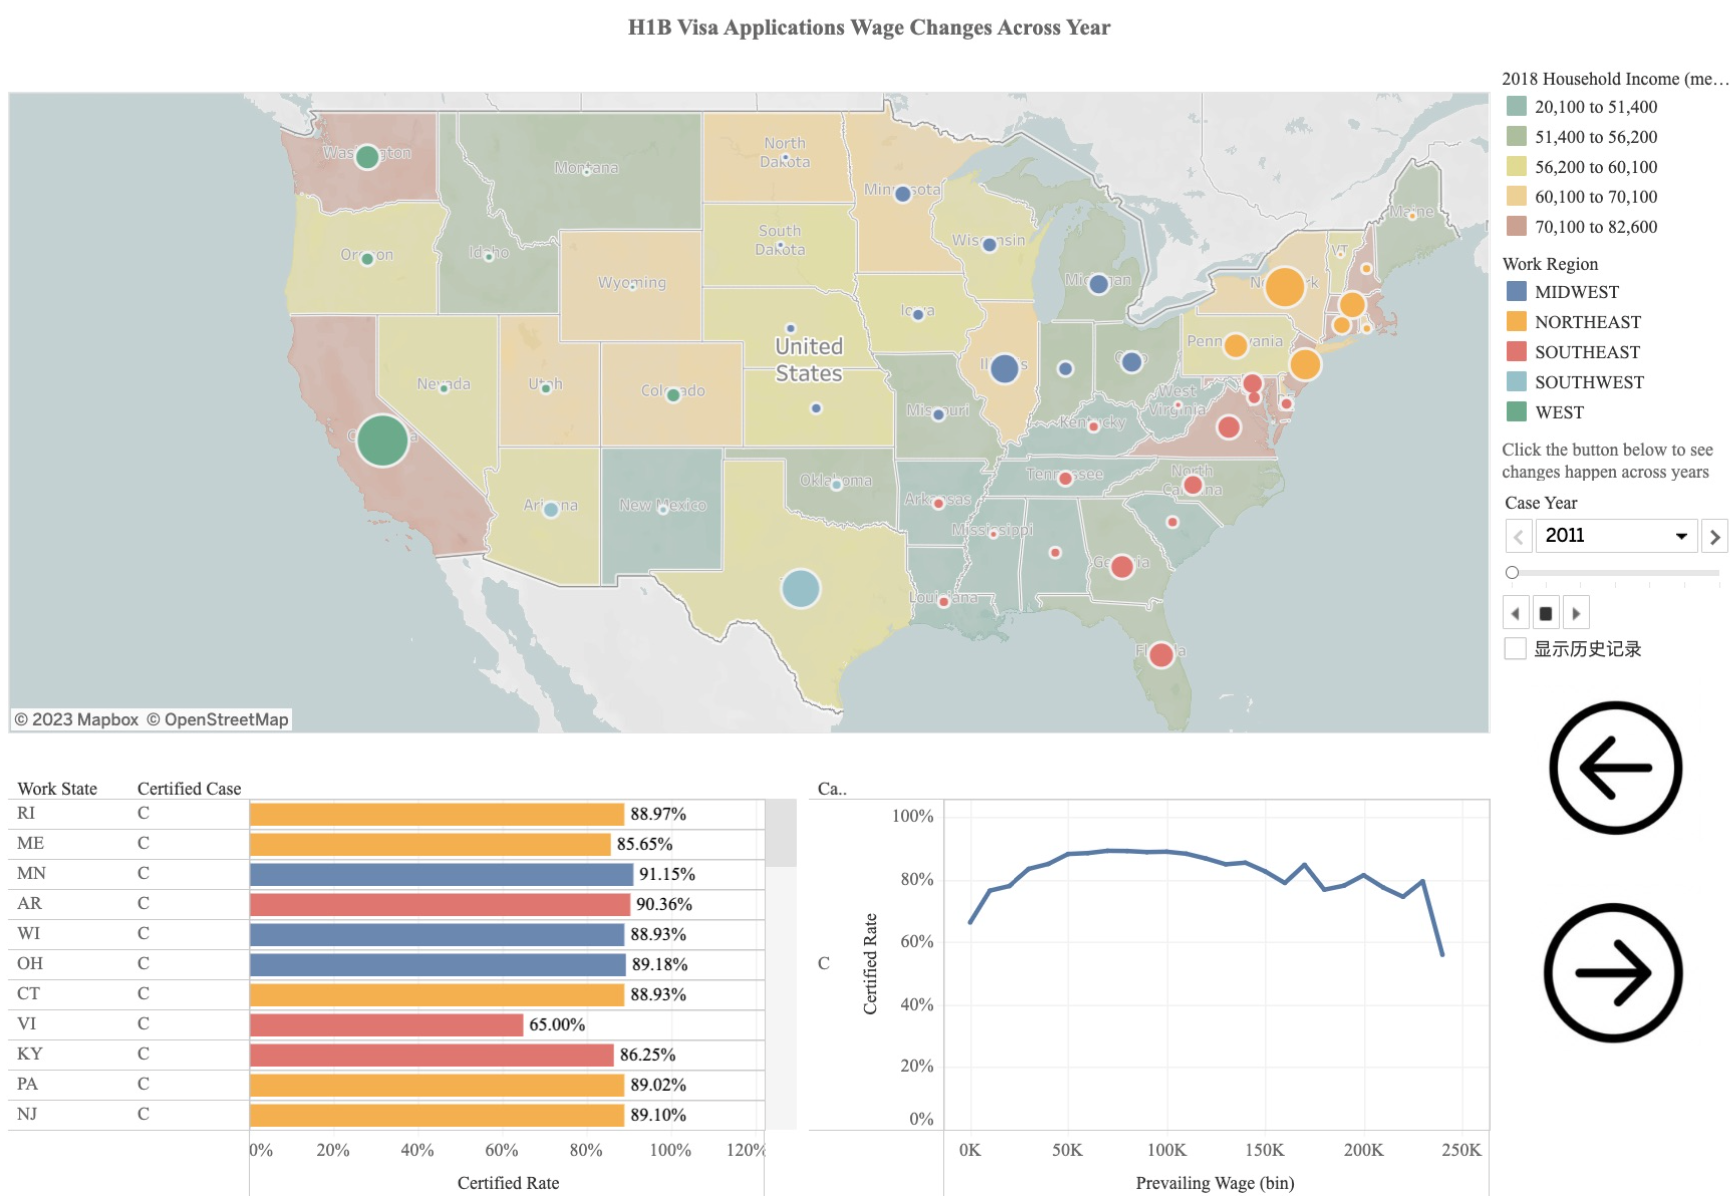 H1B Visa Applications Wage Changes Across Year
Washington
Montana
North
Dakota
Minnesota
Maine
Oregon
Idaho
South
Dakota
Wisconsin
VT
Wyoming
Michigan
New York
Iowa
Pennsylvania
United
States
Nevada
Utah
Colorado
Illinois
Ohio
Missouri
West
Virginia
Kentucky
California
Arizona
New Mexico
Oklahoma
Arkansas
Tennessee
North
Carolina
Mississippi
Georgia
Louisiana
Florida
© 2023 Mapbox © OpenStreetMap
2018 Household Income (me…
20,100 to 51,400
51,400 to 56,200
56,200 to 60,100
60,100 to 70,100
70,100 to 82,600
Work Region
MIDWEST
NORTHEAST
SOUTHEAST
SOUTHWEST
WEST
Click the button below to see
changes happen across years
Case Year
2011
显示历史记录
Work State Certified Case
RI C 88.97%
ME C 85.65%
MN C 91.15%
AR C 90.36%
WI C 88.93%
OH C 89.18%
CT C 88.93%
VI C 65.00%
KY C 86.25%
PA C 89.02%
NJ C 89.10%
0% 20% 40% 60% 80% 100% 120%
Certified Rate
Ca..
C
Certified Rate
100%
80%
60%
40%
20%
0%
0K 50K 100K 150K 200K 250K
Prevailing Wage (bin)